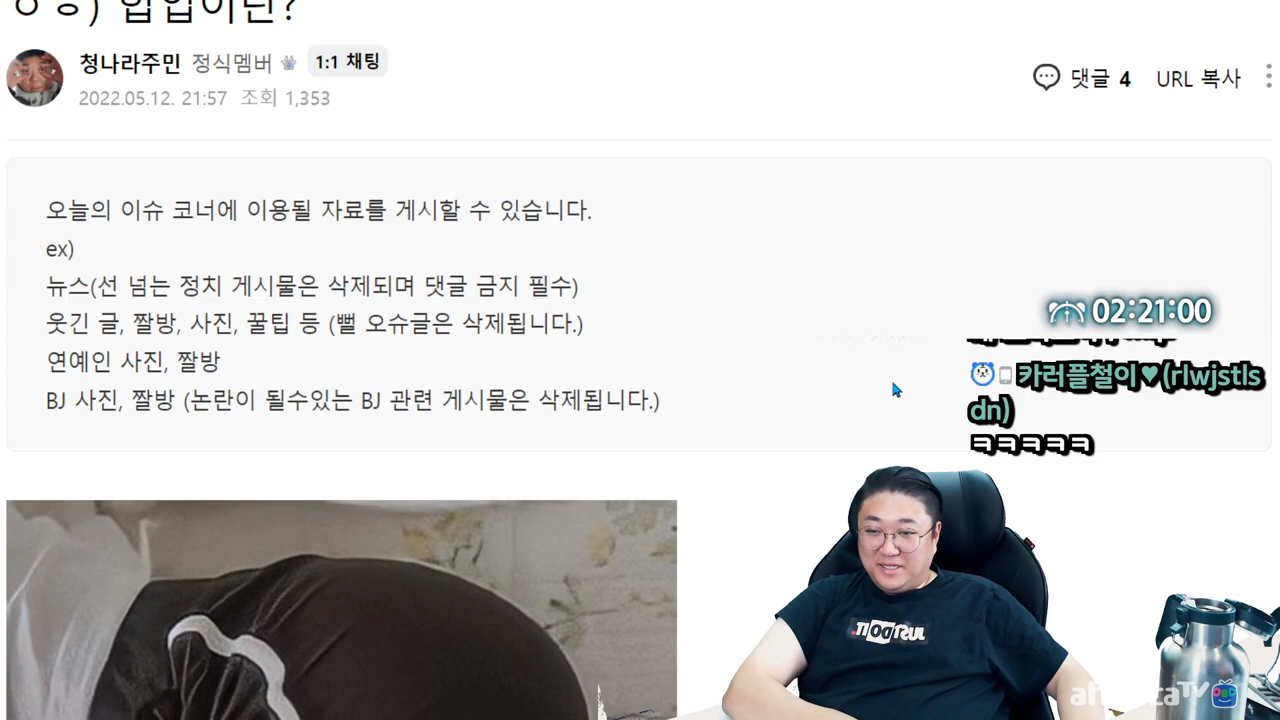 ㅇㅎ) 힙업이란?
청나라주민 정식멤버 1:1 채팅
2022.05.12. 21:57 조회 1,353
댓글 4 URL 복사
오늘의 이슈 코너에 이용될 자료를 게시할 수 있습니다.
ex)
뉴스(선 넘는 정치 게시물은 삭제되며 댓글 금지 필수)
웃긴 글, 짤방, 사진, 꿀팁 등 (뻘 오슈글은 삭제됩니다.)
연예인 사진, 짤방
BJ 사진, 짤방 (논란이 될수있는 BJ 관련 게시물은 삭제됩니다.)
02:21:00
카러플철이♥(rlwjstls
dn)
ㅋㅋㅋㅋㅋ